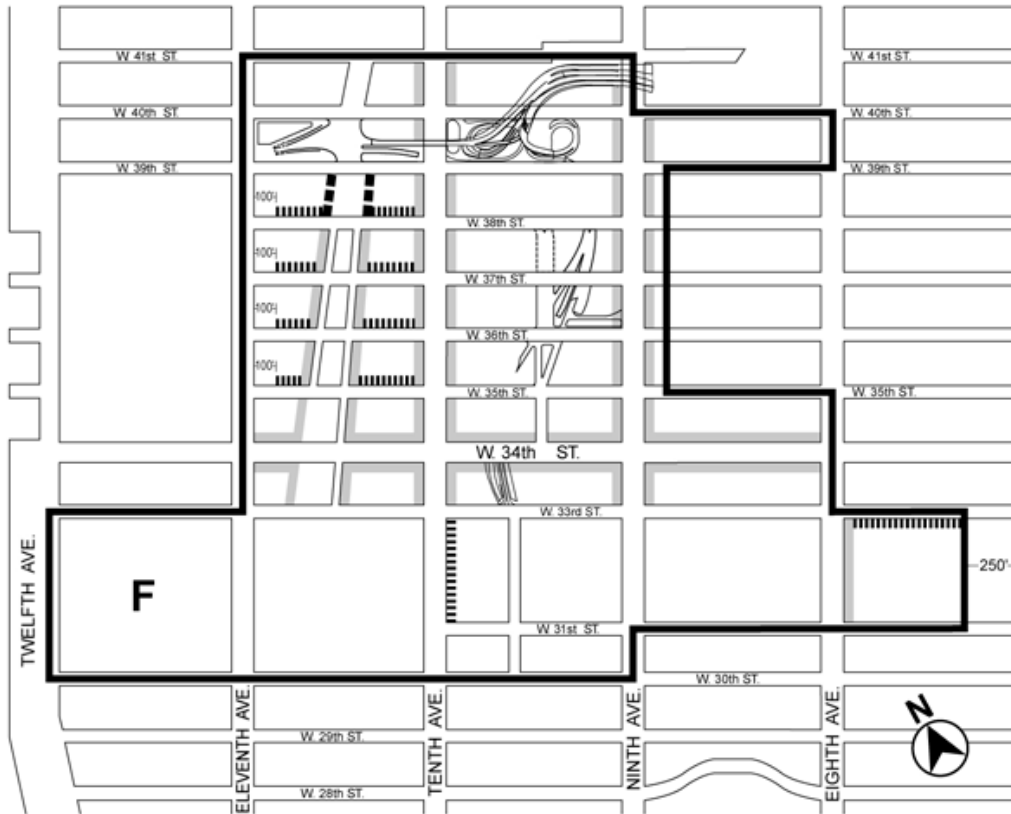 W. 41st ST.
W. 41st ST.
W. 40th ST.
W. 40th ST.
W. 39th ST.
W. 39th ST.
100'
W. 38th ST.
100'
W. 37th ST.
100'
W. 36th ST.
100'
W. 35th ST.
W. 35th ST.
W. 34th ST.
W. 33rd ST.
TWELFTH AVE.
F
250'
W. 31st ST.
W. 30th ST.
ELEVENTH AVE.
TENTH AVE.
NINTH AVE.
EIGHTH AVE.
N
W. 29th ST.
W. 28th ST.